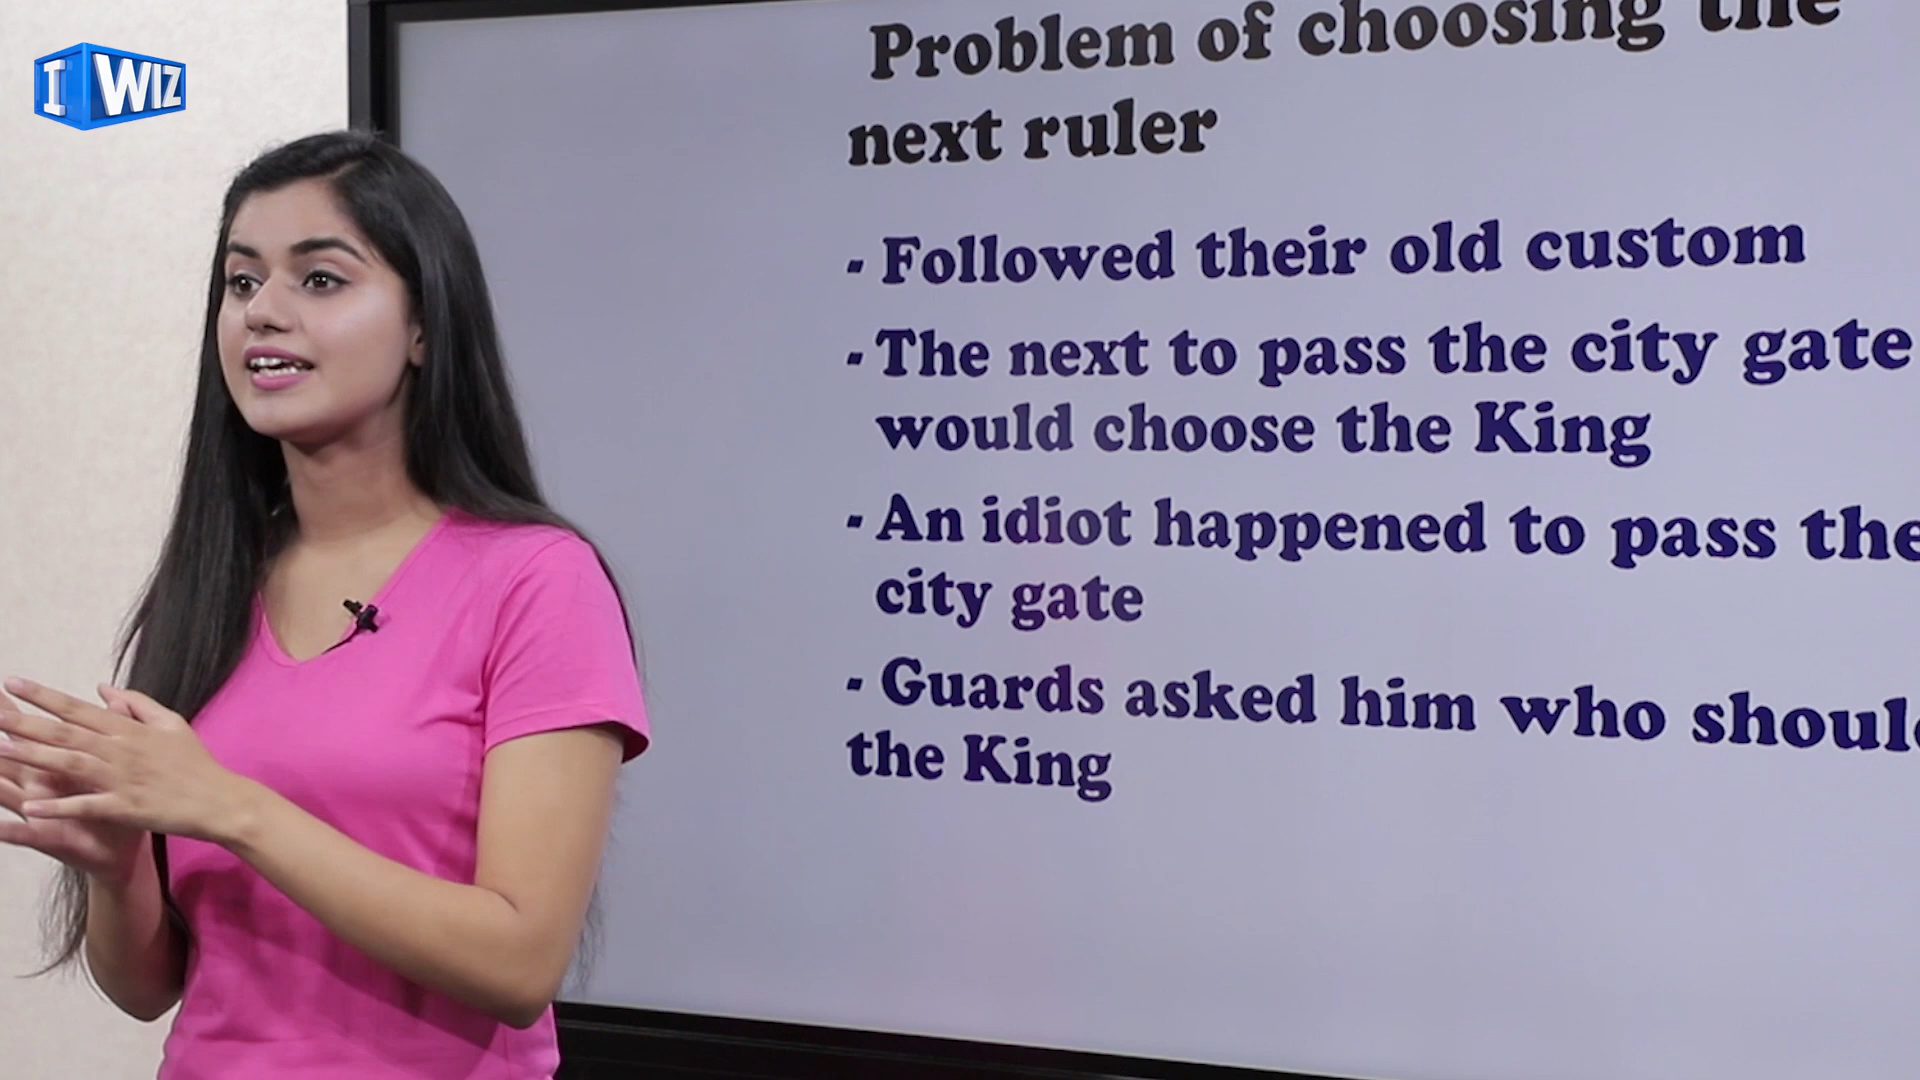 I WIZ
Problem of choosing the
next ruler
- Followed their old custom
- The next to pass the city gate
would choose the King
- An idiot happened to pass the
city gate
- Guards asked him who should
the King